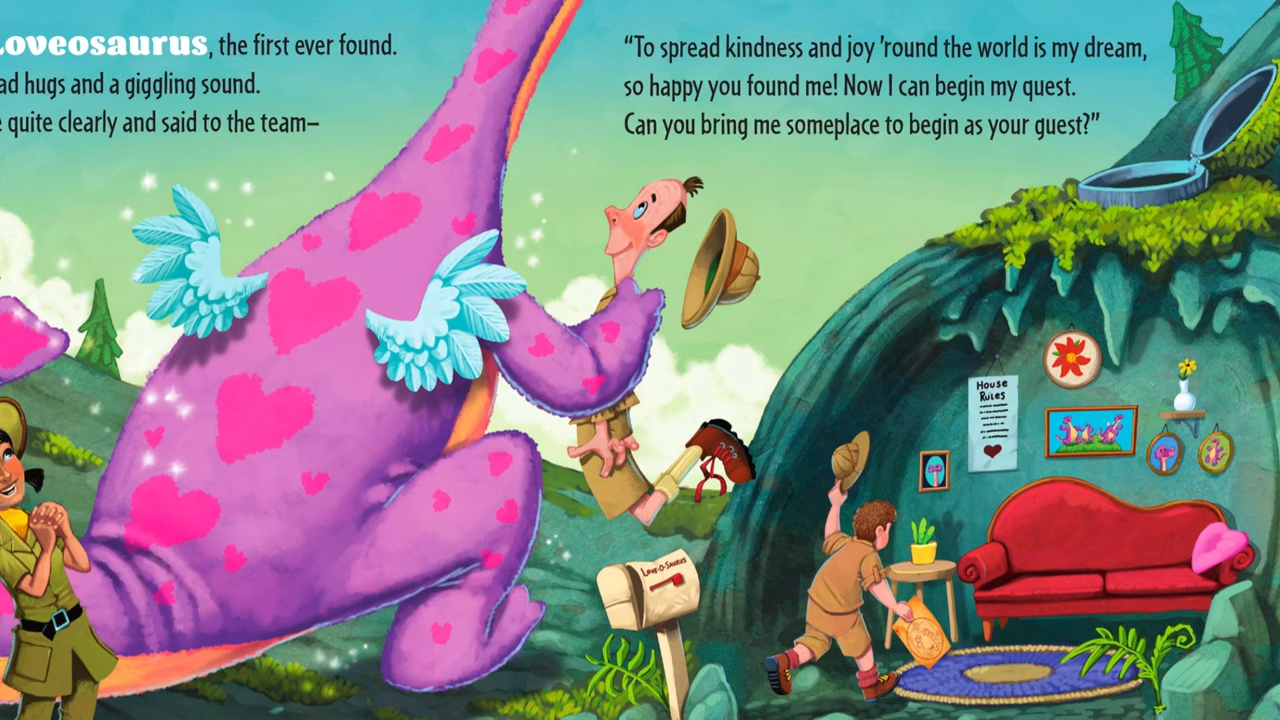 Loveosaurus, the first ever found.
hugs and a giggling sound.
quite clearly and said to the team–
“To spread kindness and joy ’round the world is my dream,
so happy you found me! Now I can begin my quest.
Can you bring me someplace to begin as your guest?”
House
Rules
Love-O-Saurus